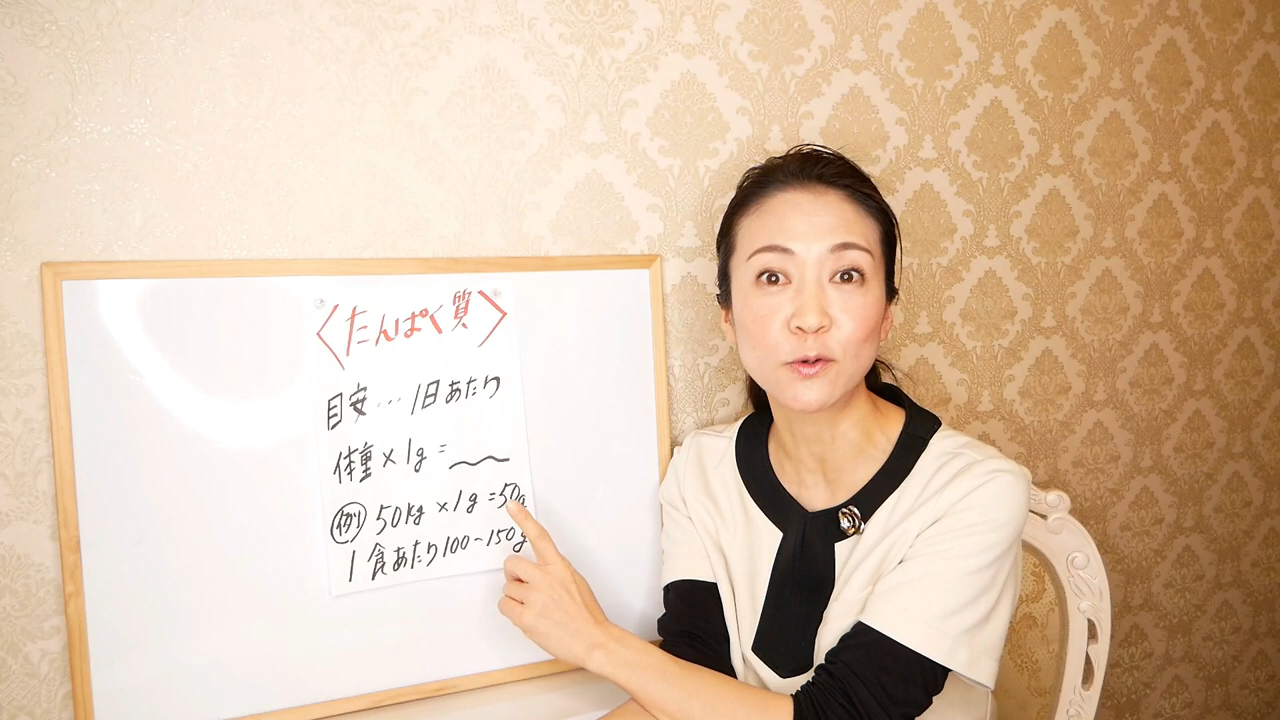 〈たんぱく質〉
目安…1日あたり
体重×1g=
例 50kg×1g=50g
1食あたり100~150g